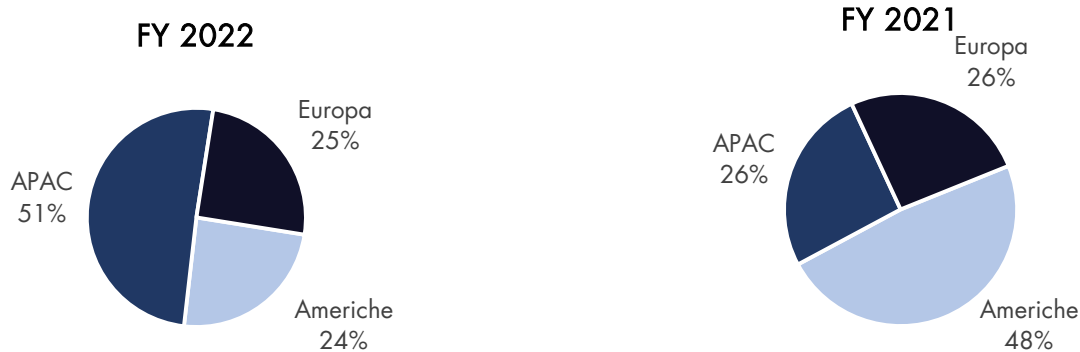 FY 2022
Europa
25%
APAC
51%
Americhe
24%
FY 2021
Europa
26%
APAC
26%
Americhe
48%